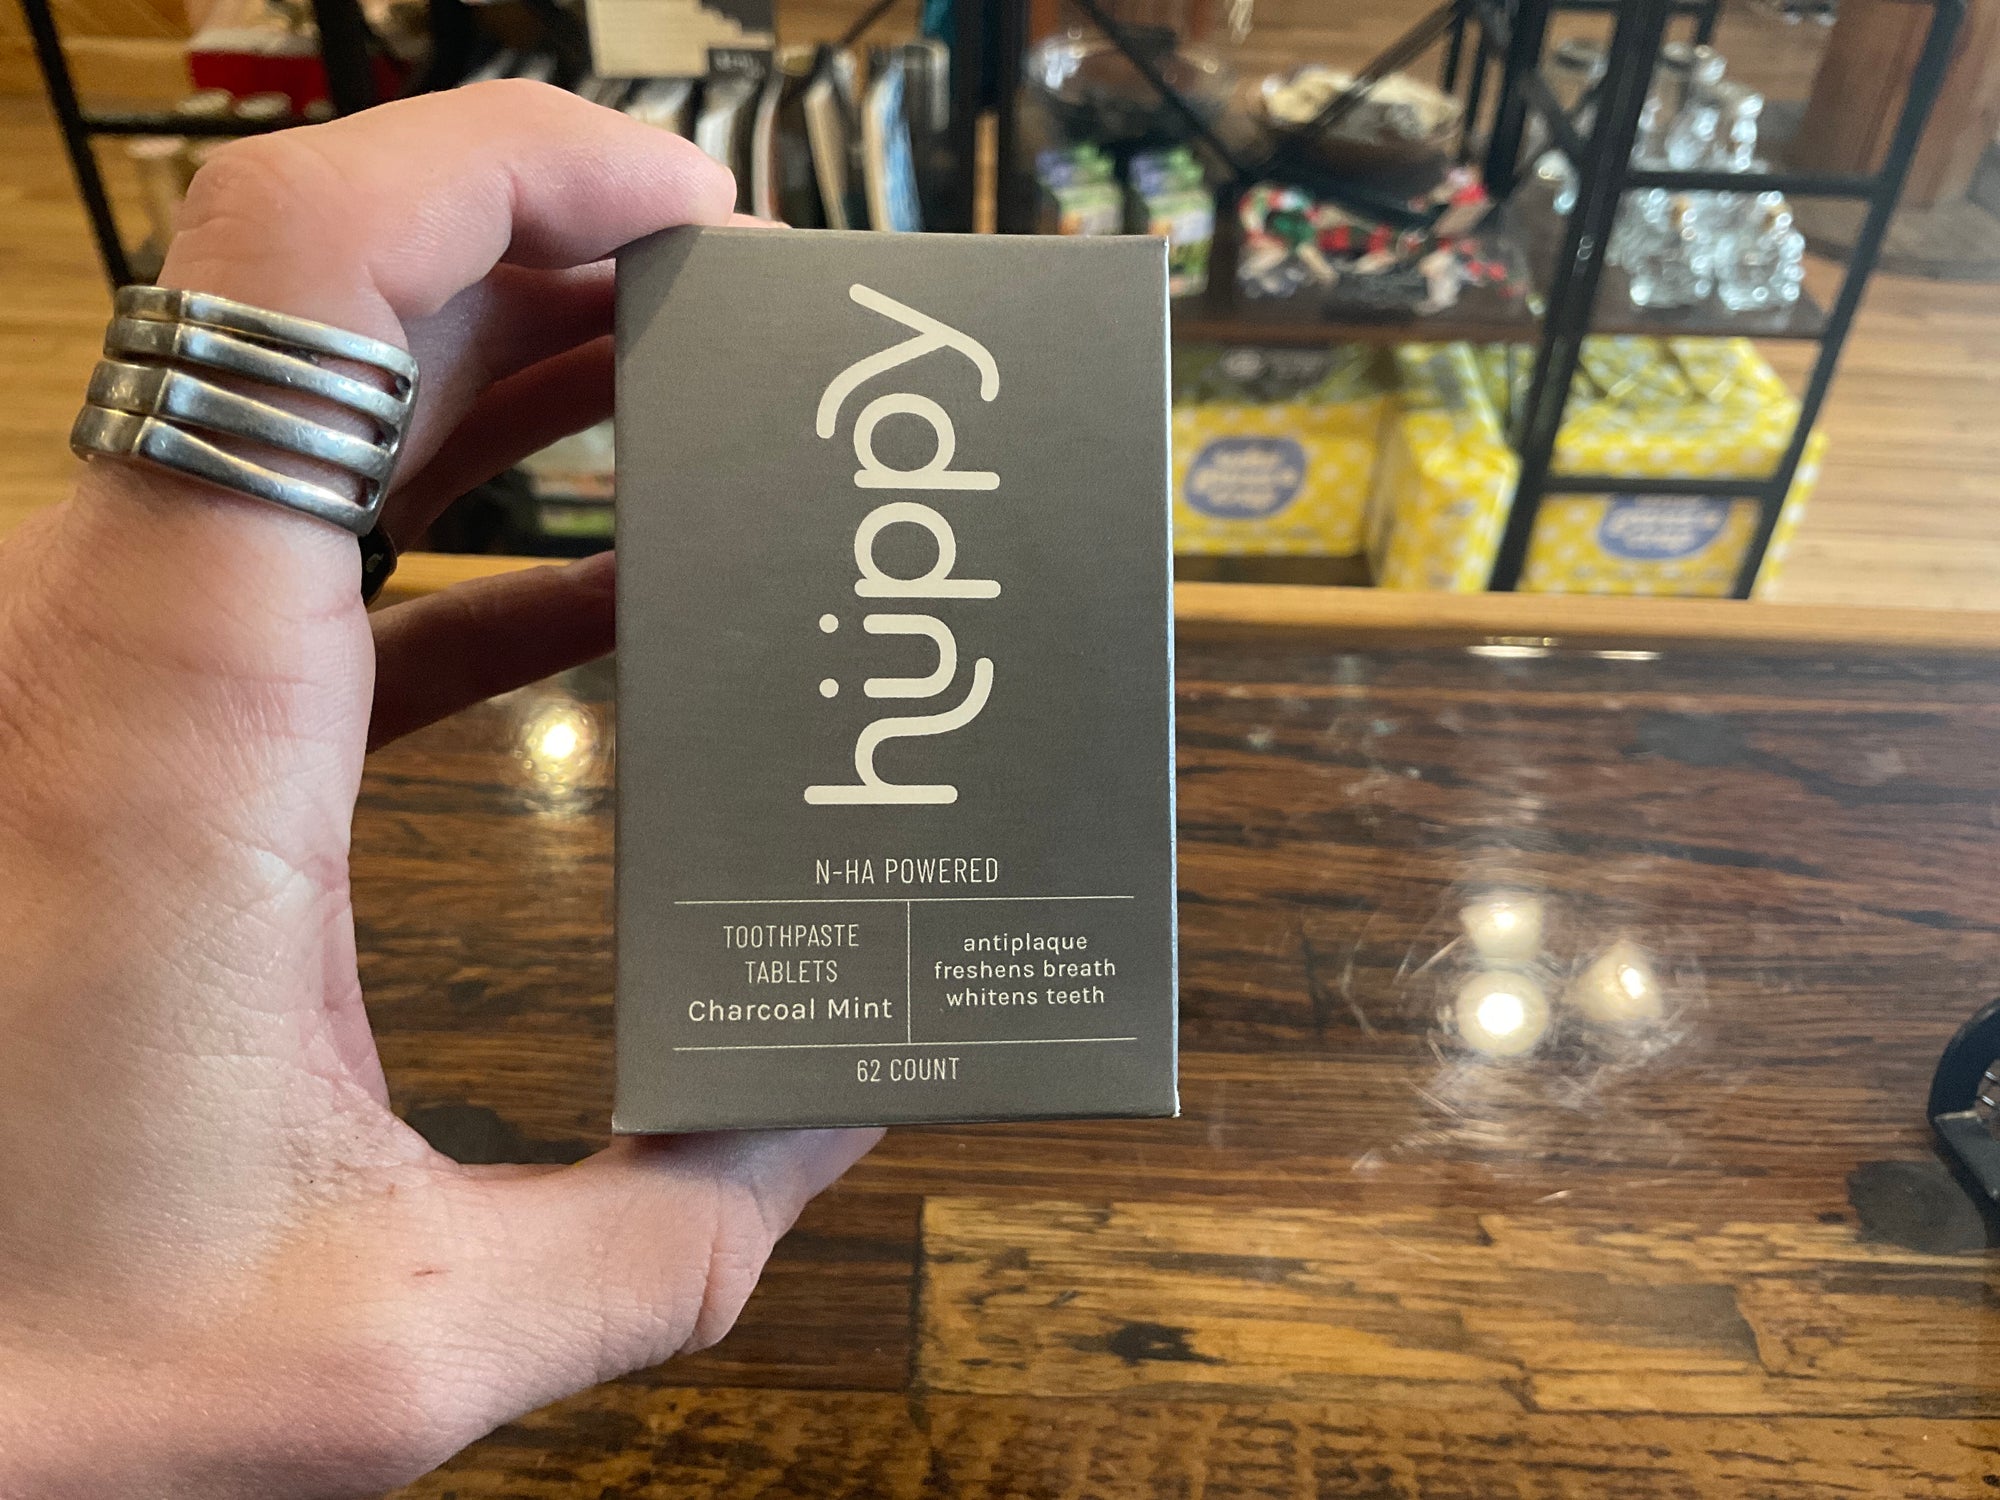 hüppy
N-HA POWERED
TOOTHPASTE
TABLETS
Charcoal Mint
antiplaque
freshens breath
whitens teeth
62 COUNT